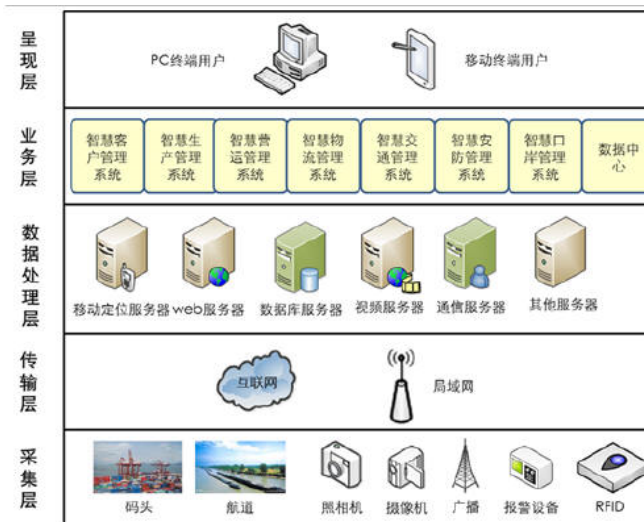 呈现层
PC终端用户
移动终端用户
业务层
智慧客户管理系统
智慧生产管理系统
智慧营运管理系统
智慧物流管理系统
智慧交通管理系统
智慧安防管理系统
智慧口岸管理系统
数据中心
数据处理层
移动定位服务器
web服务器
数据库服务器
视频服务器
通信服务器
其他服务器
传输层
互联网
局域网
采集层
码头
航道
照相机
摄像机
广播
报警设备
RFID